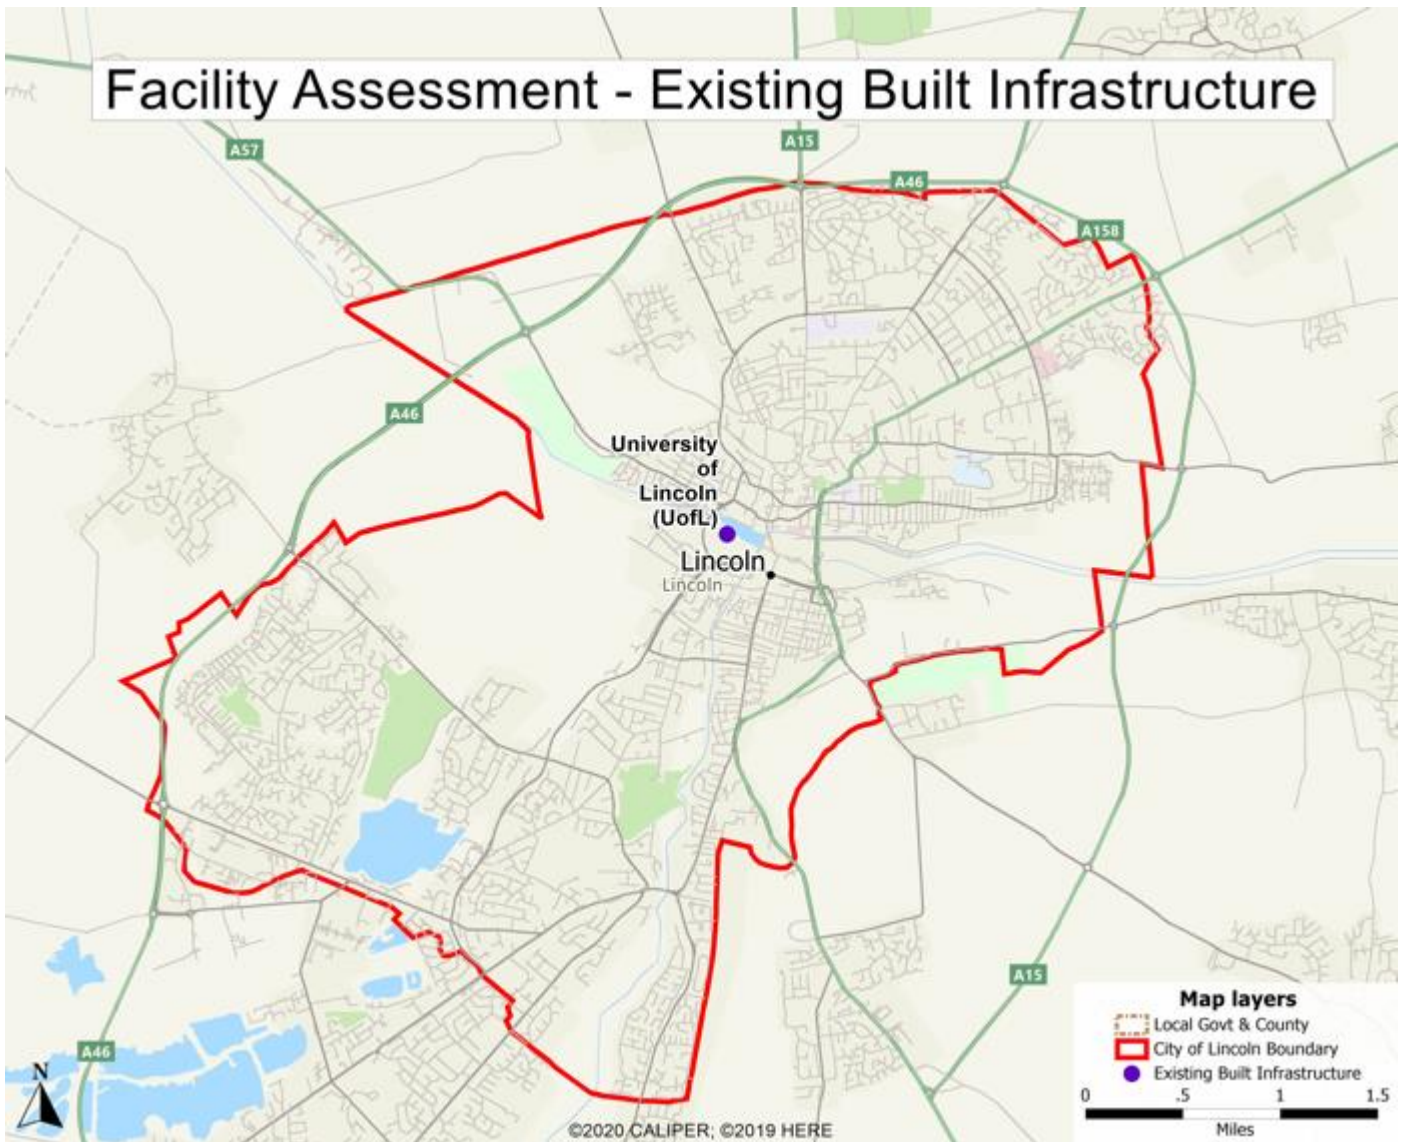 Facility Assessment - Existing Built Infrastructure
A57
A15
A46
A158
A46
University
of
Lincoln
(UofL)
Lincoln
Lincoln
A15
A46
N
Map layers
Local Govt & County
City of Lincoln Boundary
Existing Built Infrastructure
0 .5 1 1.5
Miles
©2020 CALIPER; ©2019 HERE